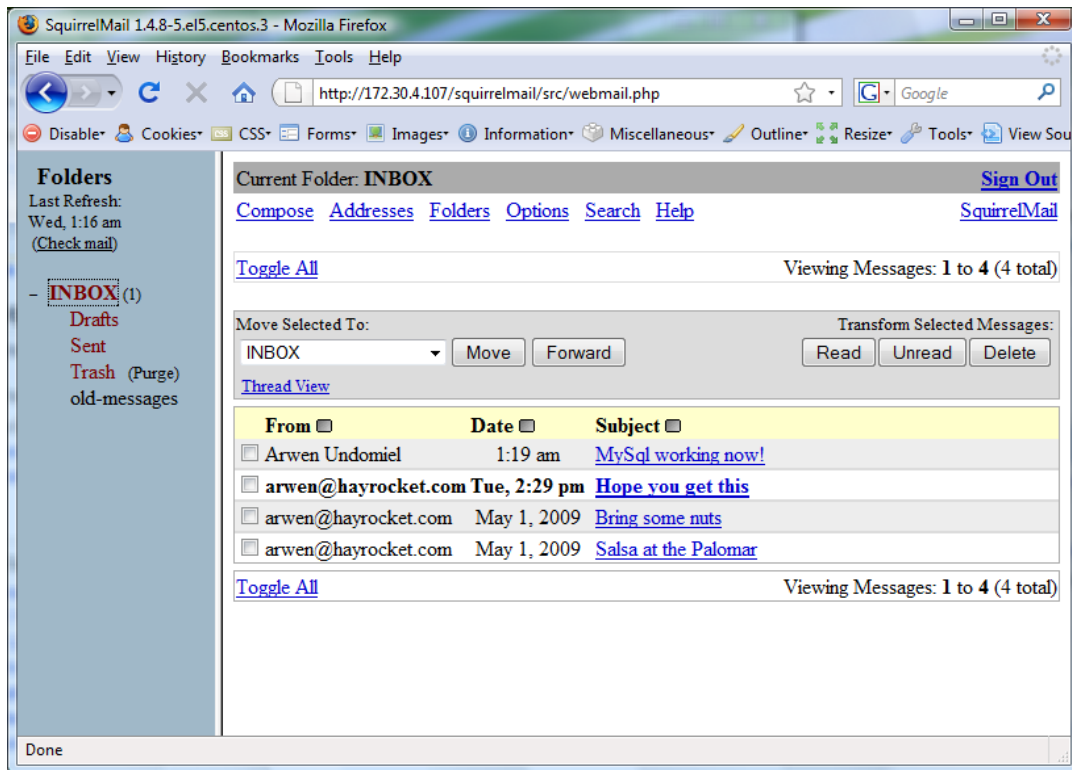 SquirrelMail 1.4.8-5.el5.centos.3 - Mozilla Firefox
File Edit View History Bookmarks Tools Help
http://172.30.4.107/squirrelmail/src/webmail.php
G Google
Disable Cookies CSS Forms Images Information Miscellaneous Outline Resize Tools View Sou
Folders
Last Refresh:
Wed, 1:16 am
(Check mail)
– INBOX (1)
Drafts
Sent
Trash (Purge)
old-messages
Current Folder: INBOX Sign Out
Compose Addresses Folders Options Search Help SquirrelMail
Toggle All Viewing Messages: 1 to 4 (4 total)
Move Selected To: Transform Selected Messages:
INBOX Move Forward Read Unread Delete
Thread View
From Date Subject
Arwen Undomiel 1:19 am MySql working now!
arwen@hayrocket.com Tue, 2:29 pm Hope you get this
arwen@hayrocket.com May 1, 2009 Bring some nuts
arwen@hayrocket.com May 1, 2009 Salsa at the Palomar
Toggle All Viewing Messages: 1 to 4 (4 total)
Done